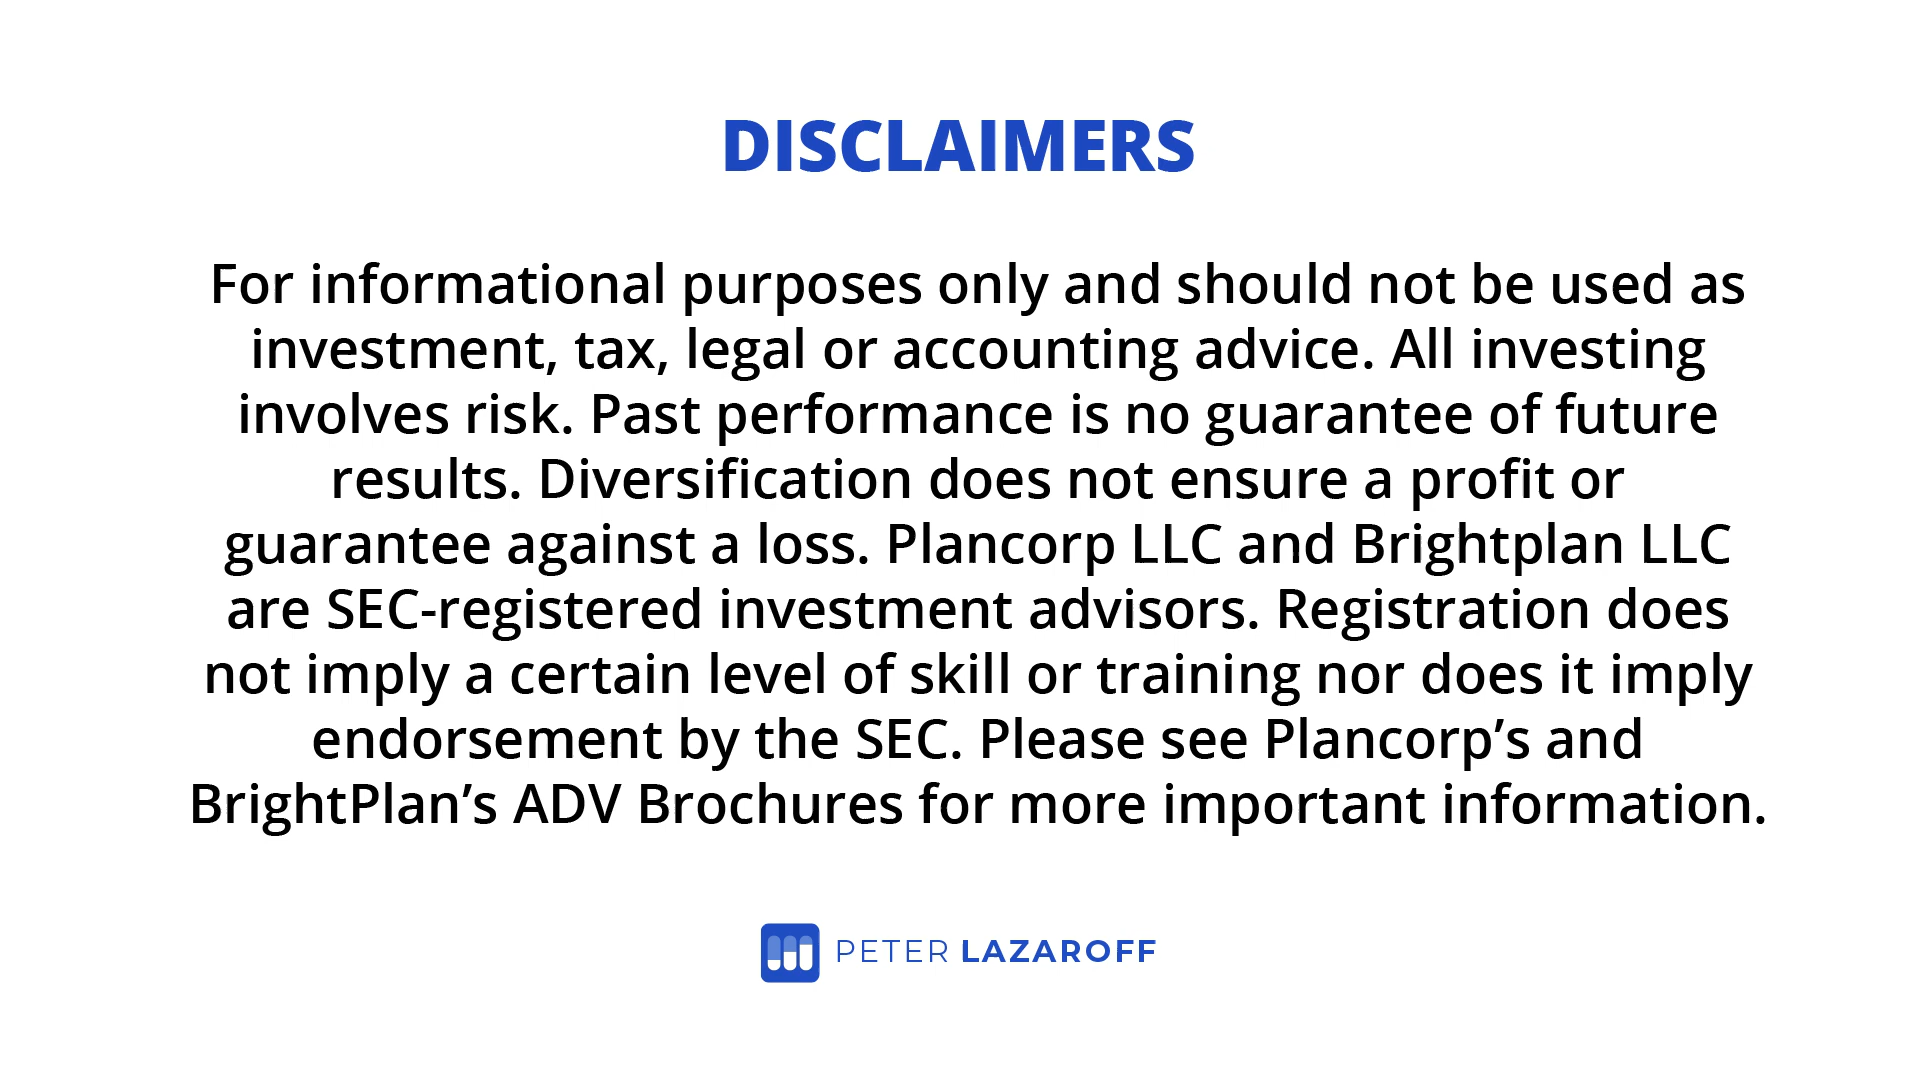 DISCLAIMERS
For informational purposes only and should not be used as
investment, tax, legal or accounting advice. All investing
involves risk. Past performance is no guarantee of future
results. Diversification does not ensure a profit or
guarantee against a loss. Plancorp LLC and Brightplan LLC
are SEC-registered investment advisors. Registration does
not imply a certain level of skill or training nor does it imply
endorsement by the SEC. Please see Plancorp’s and
BrightPlan’s ADV Brochures for more important information.
PETER LAZAROFF